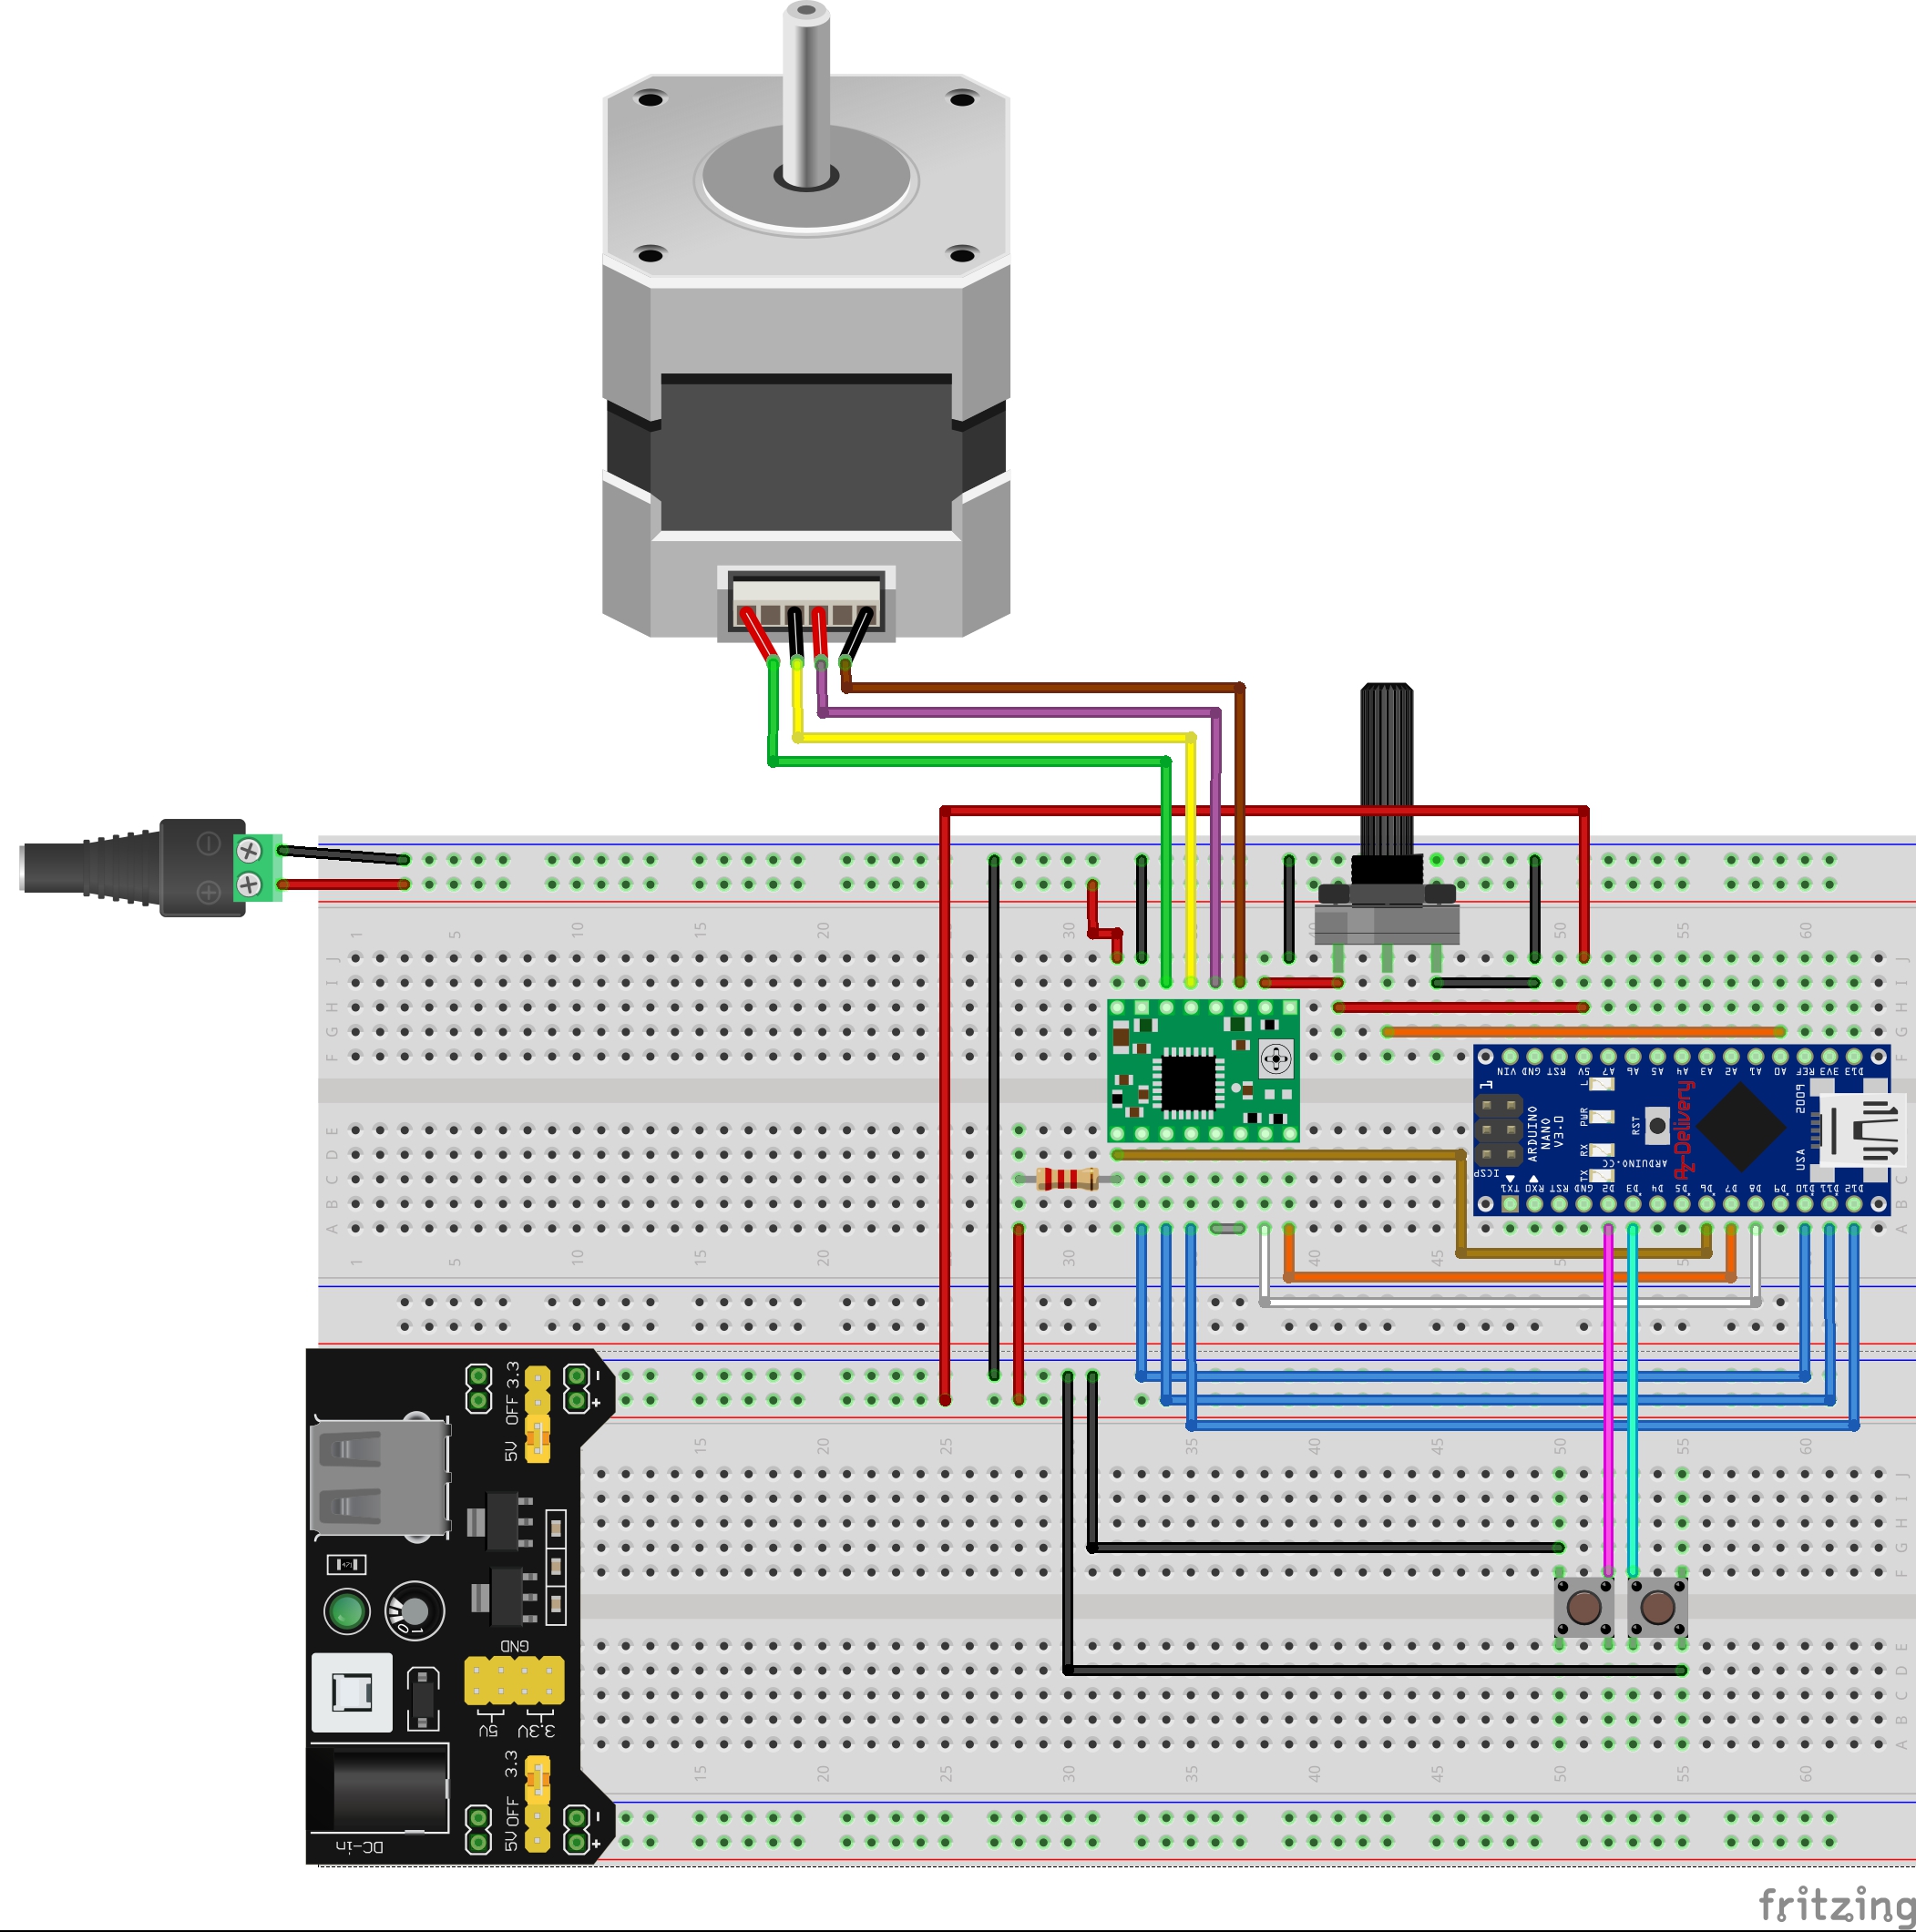 1 5 10 15 20 30 50 55 60
J
I
H
G
F
VIN GND RST 5V A7 A6 A5 A4 A3 A2 A1 A0 REF 3V3 D13
1
L
PWR
RX
TX
RST
ARDUINO
NANO
V3.0
AZ-Delivery
ARDUINO.CC
2009
USA
ICSP
TX1 RX0 RST GND D2 D3 D4 D5 D6 D7 D8 D9 D10 D11 D12
E
D
C
B
A
1 5 10 15 20 30 40 45 60
3.3
OFF
5V
-
+
15 20 25 30 35 40 45 50 55 60
J
I
H
G
F
GND
5V
3.3V
E
D
C
B
A
15 20 25 30 35 40 45 50 55 60
3.3
OFF
5V
-
+
DC-in
fritzing